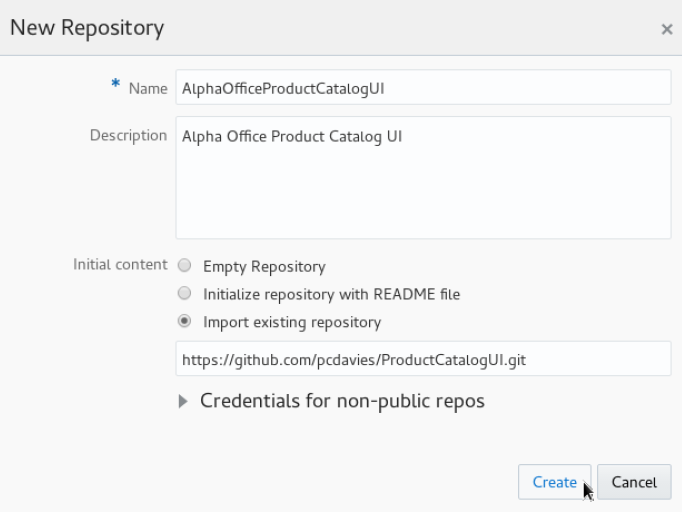 New Repository
×
* Name AlphaOfficeProductCatalogUI
Description Alpha Office Product Catalog UI
Initial content Empty Repository
Initialize repository with README file
Import existing repository
https://github.com/pcdavies/ProductCatalogUI.git
Credentials for non-public repos
Create Cancel